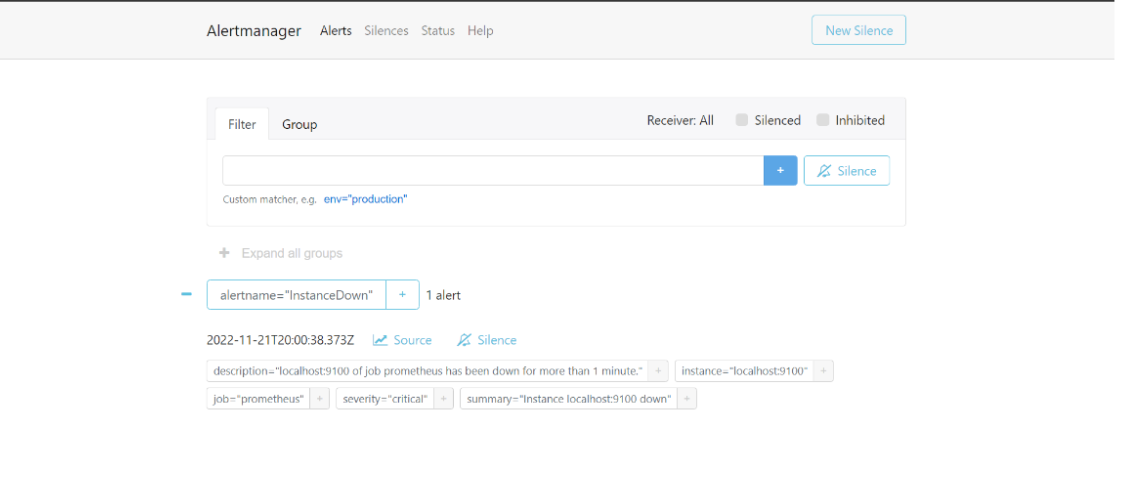 Alertmanager Alerts Silences Status Help New Silence
Filter Group Receiver: All Silenced Inhibited
+ Silence
Custom matcher, e.g. env="production"
+ Expand all groups
− alertname="InstanceDown" + 1 alert
2022-11-21T20:00:38.373Z Source Silence
description="localhost:9100 of job prometheus has been down for more than 1 minute." + instance="localhost:9100" +
job="prometheus" + severity="critical" + summary="Instance localhost:9100 down" +